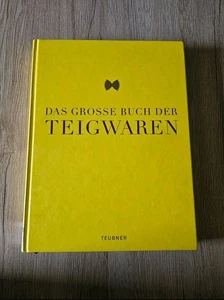 DAS GROSSE BUCH DER
TEIGWAREN
TEUBNER